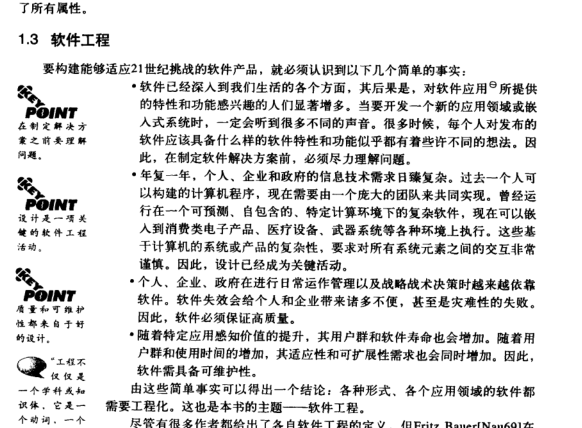 了所有属性。
1.3 软件工程
要构建能够适应21世纪挑战的软件产品，就必须认识到以下几个简单的事实：
•软件已经深入到我们生活的各个方面，其后果是，对软件应用⊖所提供
的特性和功能感兴趣的人们显著增多。当要开发一个新的应用领域或嵌
入式系统时，一定会听到很多不同的声音。很多时候，每个人对发布的
软件应该具备什么样的软件特性和功能似乎都有着些许不同的想法。因
此，在制定软件解决方案前，必须尽力理解问题。
KEY
POINT
在制定解决方
案之前要理解
问题。
•年复一年，个人、企业和政府的信息技术需求日臻复杂。过去一个人可
以构建的计算机程序，现在需要由一个庞大的团队来共同实现。曾经运
行在一个可预测、自包含的、特定计算环境下的复杂软件，现在可以嵌
入到消费类电子产品、医疗设备、武器系统等各种环境上执行。这些基
于计算机的系统或产品的复杂性，要求对所有系统元素之间的交互非常
谨慎。因此，设计已经成为关键活动。
KEY
POINT
设计是一项关
键的软件工程
活动。
•个人、企业、政府在进行日常运作管理以及战略战术决策时越来越依靠
软件。软件失效会给个人和企业带来诸多不便，甚至是灾难性的失败。
因此，软件必须保证高质量。
KEY
POINT
质量和可维护
性都来自于好
的设计。
•随着特定应用感知价值的提升，其用户群和软件寿命也会增加。随着用
户群和使用时间的增加，其适应性和可扩展性需求也会同时增加。因此，
软件需具备可维护性。
由这些简单事实可以得出一个结论：各种形式、各个应用领域的软件都
需要工程化。这也是本书的主题——软件工程。
尽管有很多作者都给出了各自软件工程的定义，但Fritz Bauer[Nau69]在
“工程不
仅仅是
一个学科或知
识体，它是一
个动词，一个